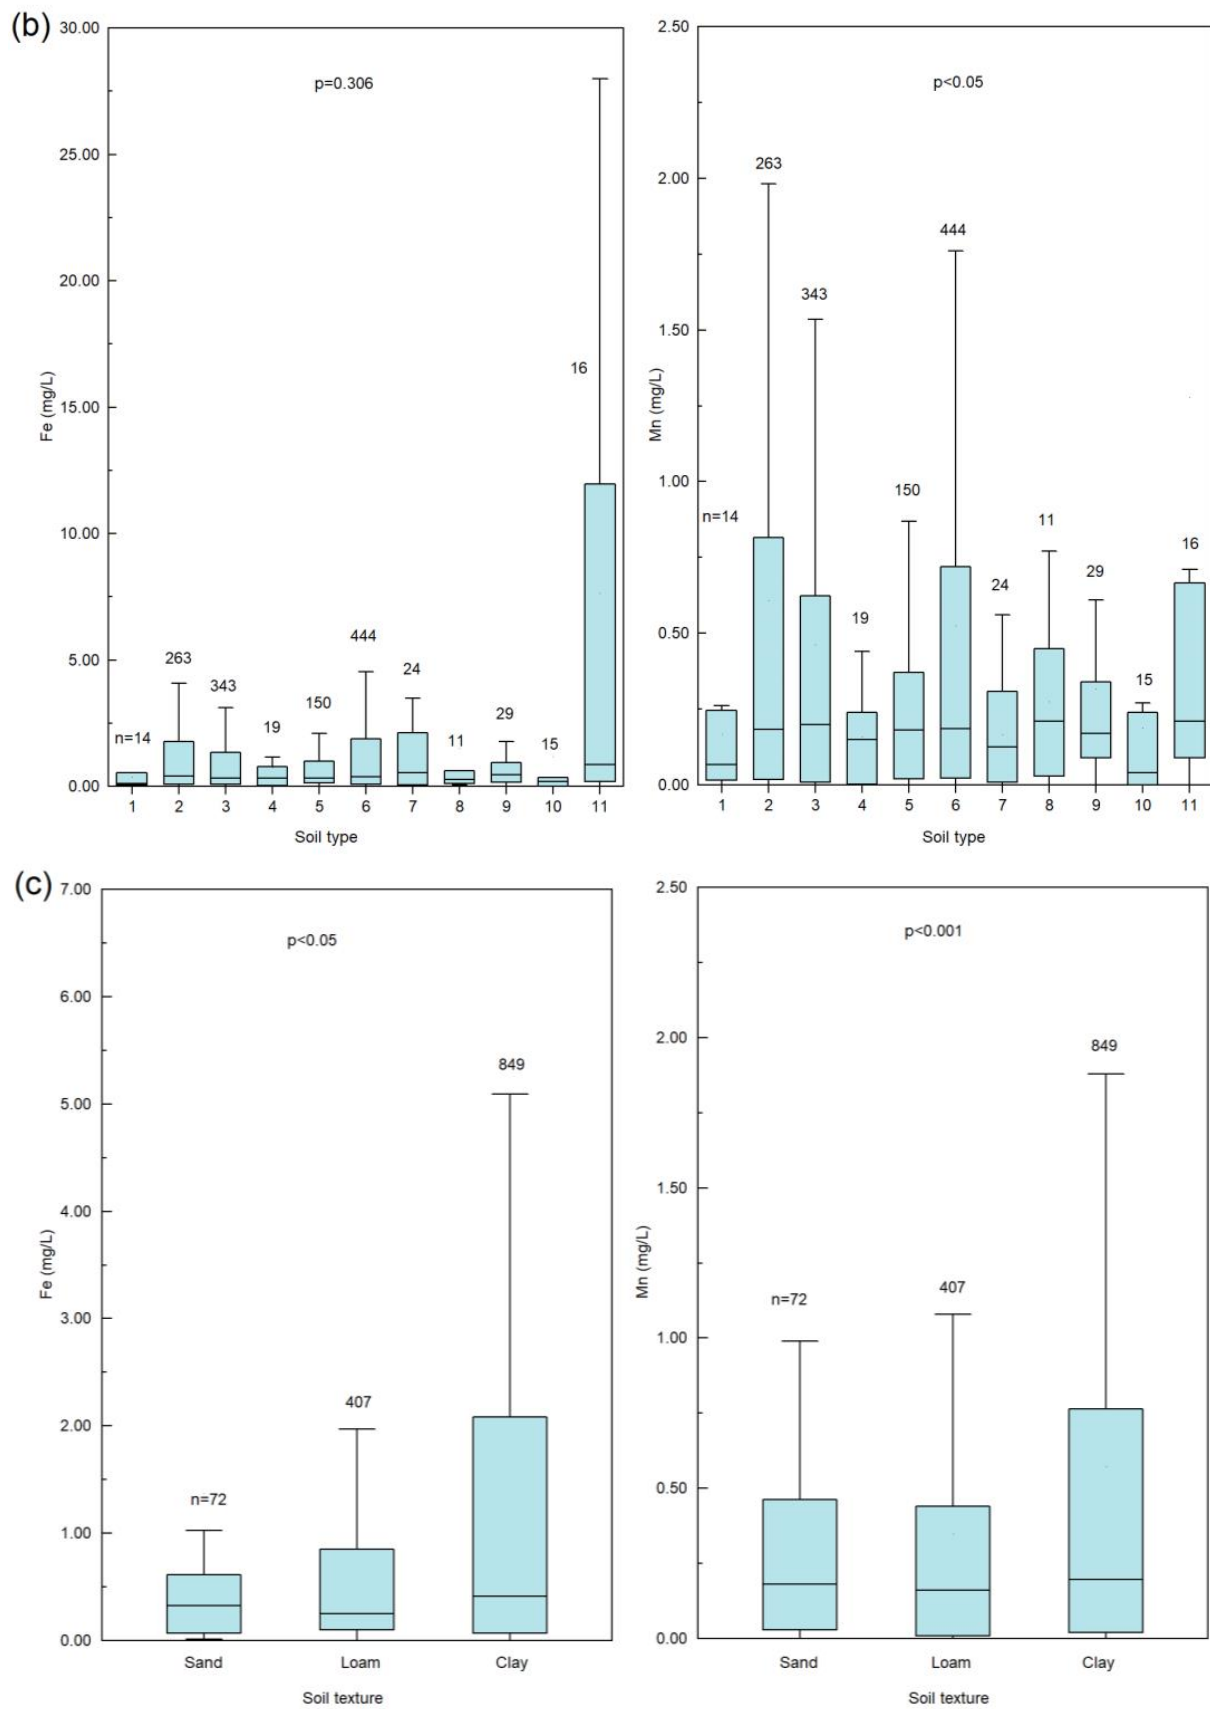 (b)
30.00
25.00
20.00
15.00
10.00
5.00
0.00
Fe (mg/L)
p=0.306
n=14
263
343
19
150
444
24
11
29
15
16
1 2 3 4 5 6 7 8 9 10 11
Soil type
2.50
2.00
1.50
1.00
0.50
0.00
Mn (mg/L)
p<0.05
n=14
263
343
19
150
444
24
11
29
15
16
1 2 3 4 5 6 7 8 9 10 11
Soil type
(c)
7.00
6.00
5.00
4.00
3.00
2.00
1.00
0.00
Fe (mg/L)
p<0.05
n=72
407
849
Sand Loam Clay
Soil texture
2.50
2.00
1.50
1.00
0.50
0.00
Mn (mg/L)
p<0.001
n=72
407
849
Sand Loam Clay
Soil texture